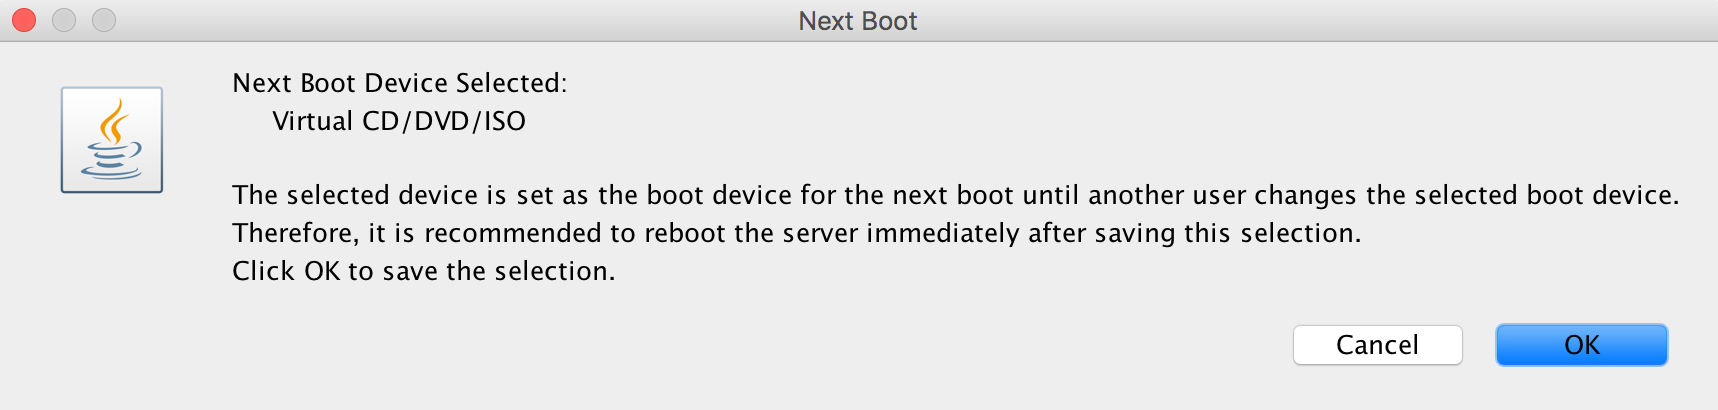 Next Boot
Next Boot Device Selected:
Virtual CD/DVD/ISO
The selected device is set as the boot device for the next boot until another user changes the selected boot device.
Therefore, it is recommended to reboot the server immediately after saving this selection.
Click OK to save the selection.
Cancel
OK